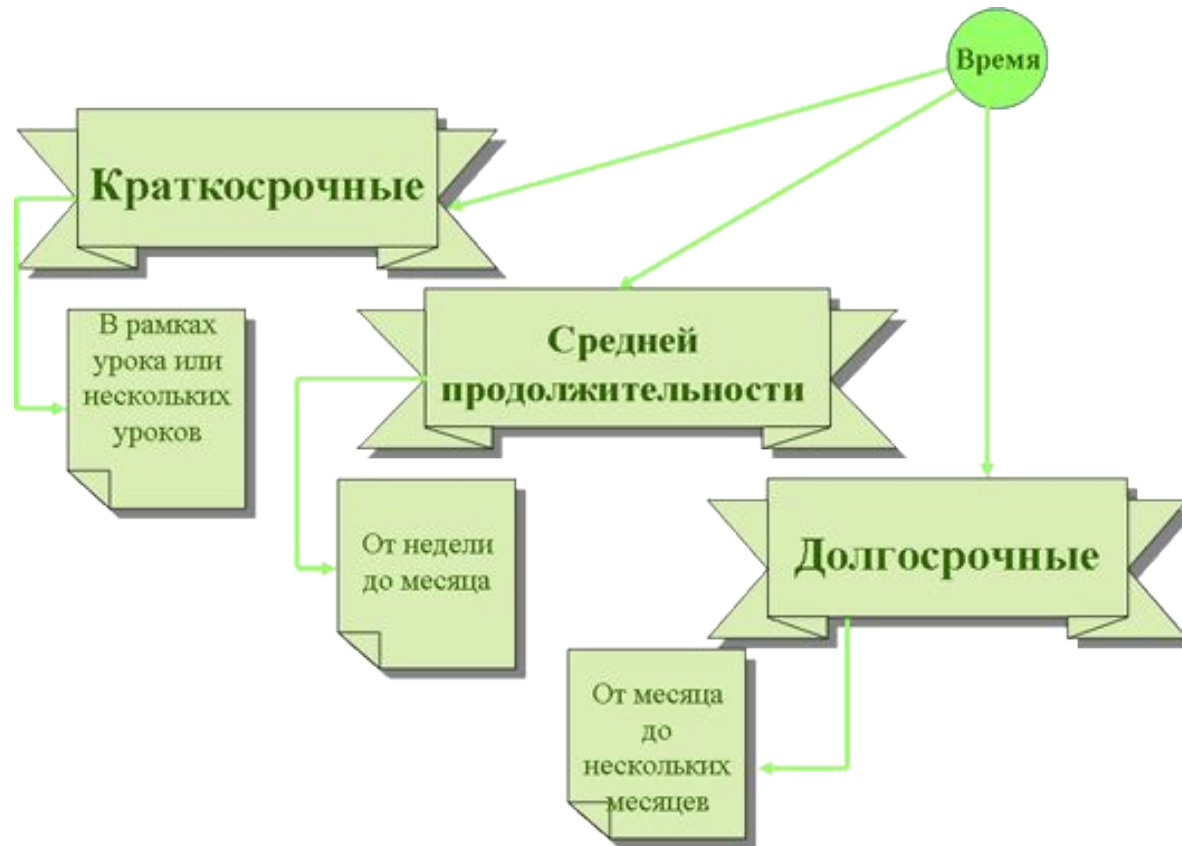 Время
Краткосрочные
В рамках
урока или
нескольких
уроков
Средней
продолжительности
От недели
до месяца
Долгосрочные
От месяца
до
нескольких
месяцев